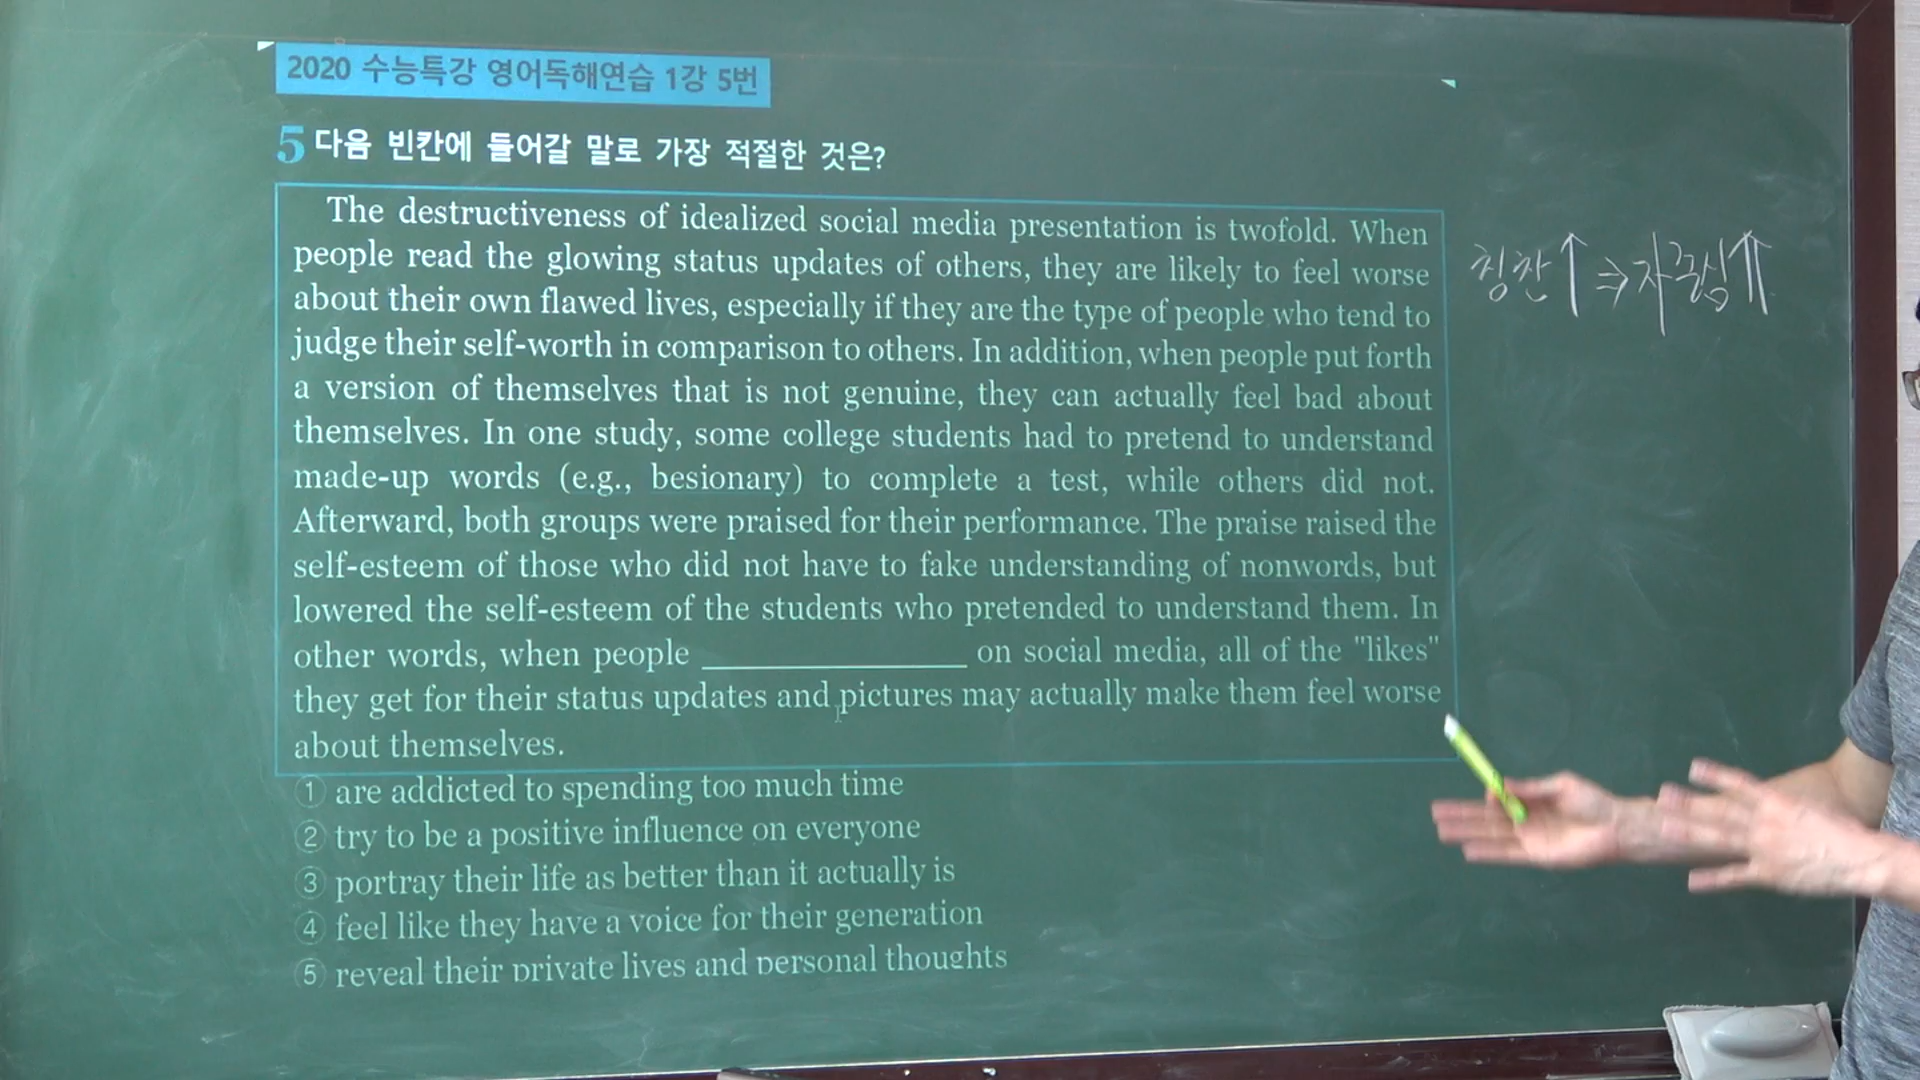 2020 수능특강 영어독해연습 1강 5번
5 다음 빈칸에 들어갈 말로 가장 적절한 것은?
The destructiveness of idealized social media presentation is twofold. When
people read the glowing status updates of others, they are likely to feel worse
about their own flawed lives, especially if they are the type of people who tend to
judge their self-worth in comparison to others. In addition, when people put forth
a version of themselves that is not genuine, they can actually feel bad about
themselves. In one study, some college students had to pretend to understand
made-up words (e.g., besionary) to complete a test, while others did not.
Afterward, both groups were praised for their performance. The praise raised the
self-esteem of those who did not have to fake understanding of nonwords, but
lowered the self-esteem of the students who pretended to understand them. In
other words, when people ____________ on social media, all of the "likes"
they get for their status updates and pictures may actually make them feel worse
about themselves.
① are addicted to spending too much time
② try to be a positive influence on everyone
③ portray their life as better than it actually is
④ feel like they have a voice for their generation
⑤ reveal their private lives and personal thoughts
칭찬↑ ⇒ 자긍심⇑